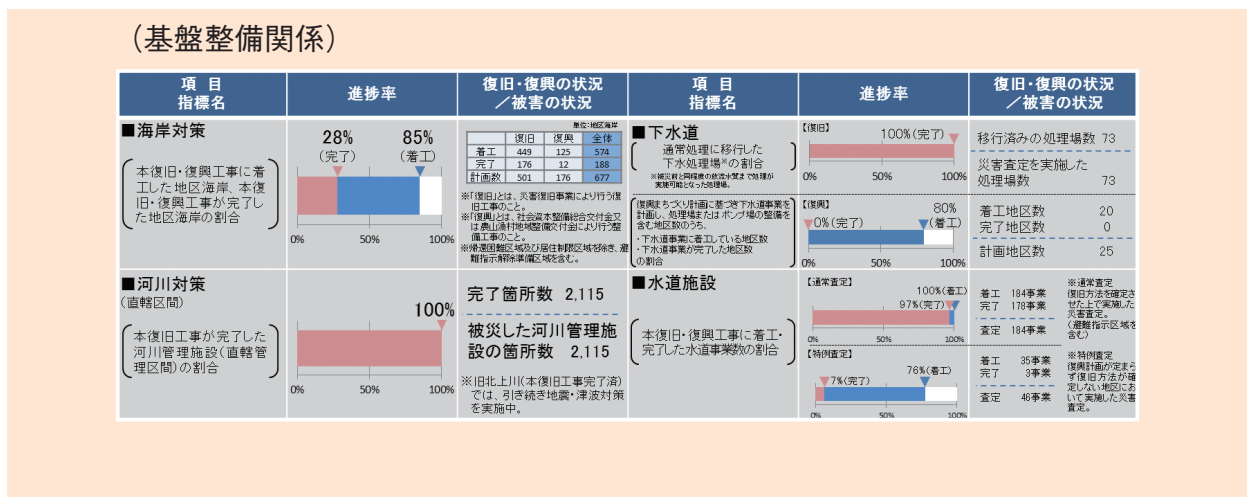 (基盤整備関係)
項 目
指標名
進捗率
復旧・復興の状況
／被害の状況
項 目
指標名
進捗率
復旧・復興の状況
／被害の状況
■海岸対策
本復旧・復興工事に着
工した地区海岸、本復
旧・復興工事が完了し
た地区海岸の割合
28% 85%
(完了) (着工)
0% 50% 100%
単位:地区海岸
復旧 復興 全体
着工 449 125 574
完了 176 12 188
計画数 501 176 677
※「復旧」とは、災害復旧事業により行う復
旧工事のこと。
※「復興」とは、社会資本整備総合交付金又
は農山漁村地域整備交付金により行う整
備工事のこと。
※帰還困難区域及び居住制限区域を除き、避
難指示解除準備区域を含む。
■河川対策
(直轄区間)
本復旧工事が完了した
河川管理施設(直轄管
理区間)の割合
100%
0% 50% 100%
完了箇所数 2,115
被災した河川管理施
設の箇所数 2,115
※旧北上川(本復旧工事完了済)
では、引き続き地震・津波対策
を実施中。
■下水道
通常処理に移行した
下水処理場※の割合
※被災前と同程度の放流水質まで処理が
実施可能となった処理場。
【復旧】
100%(完了)
0% 50% 100%
移行済みの処理場数 73
災害査定を実施した
処理場数 73
復興まちづくり計画に基づき下水道事業を
計画し、処理場または ポンプ場の整備を
含む地区数のうち、
・下水道事業に着工している地区数
・下水道事業が完了した地区数
の割合
【復興】
80%
0%(完了) (着工)
0% 50% 100%
着工地区数 20
完了地区数 0
計画地区数 25
■水道施設
本復旧・復興工事に着工・
完了した水道事業数の割合
【通常査定】
100%(着工)
97%(完了)
0% 50% 100%
着工 184事業
完了 178事業
査定 184事業
※通常査定
復旧方法を確定さ
せた上で実施した
災害査定。
(避難指示区域を
含む)
【特例査定】
76%(着工)
7%(完了)
0% 50% 100%
着工 35事業
完了 3事業
査定 46事業
※特例査定
復興計画が定まら
ず復旧方法が確
定しない地区にお
いて実施した災害
査定。